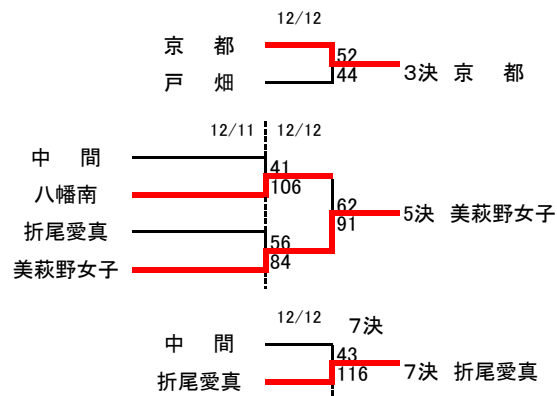 12/12
京 都
52
44
3決 京 都
戸 畑
12/11 12/12
中 間
41
106
八幡南
62
91
5決 美萩野女子
折尾愛真
56
84
美萩野女子
12/12
7決
中 間
43
116
7決 折尾愛真
折尾愛真